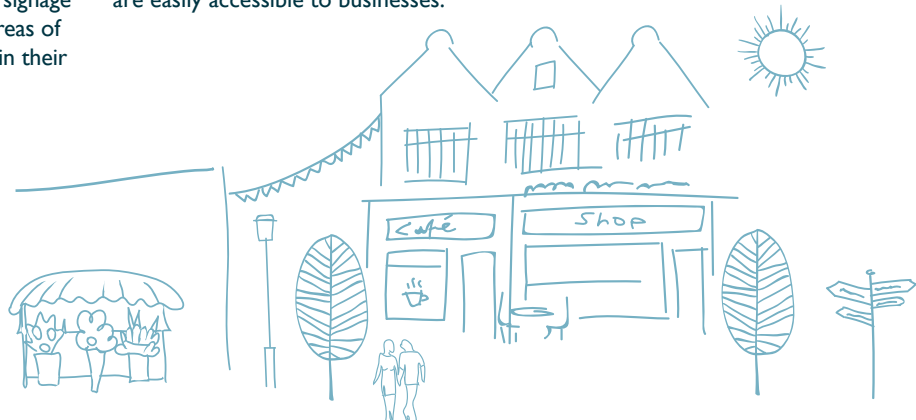 signage
reas of
in their
are easily accessible to businesses.
Café
Shop